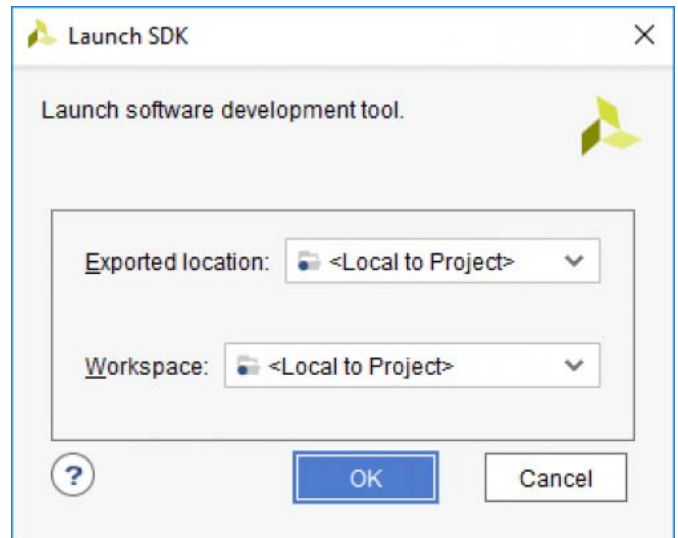 Launch SDK
Launch software development tool.
Exported location: <Local to Project>
Workspace: <Local to Project>
?
OK
Cancel